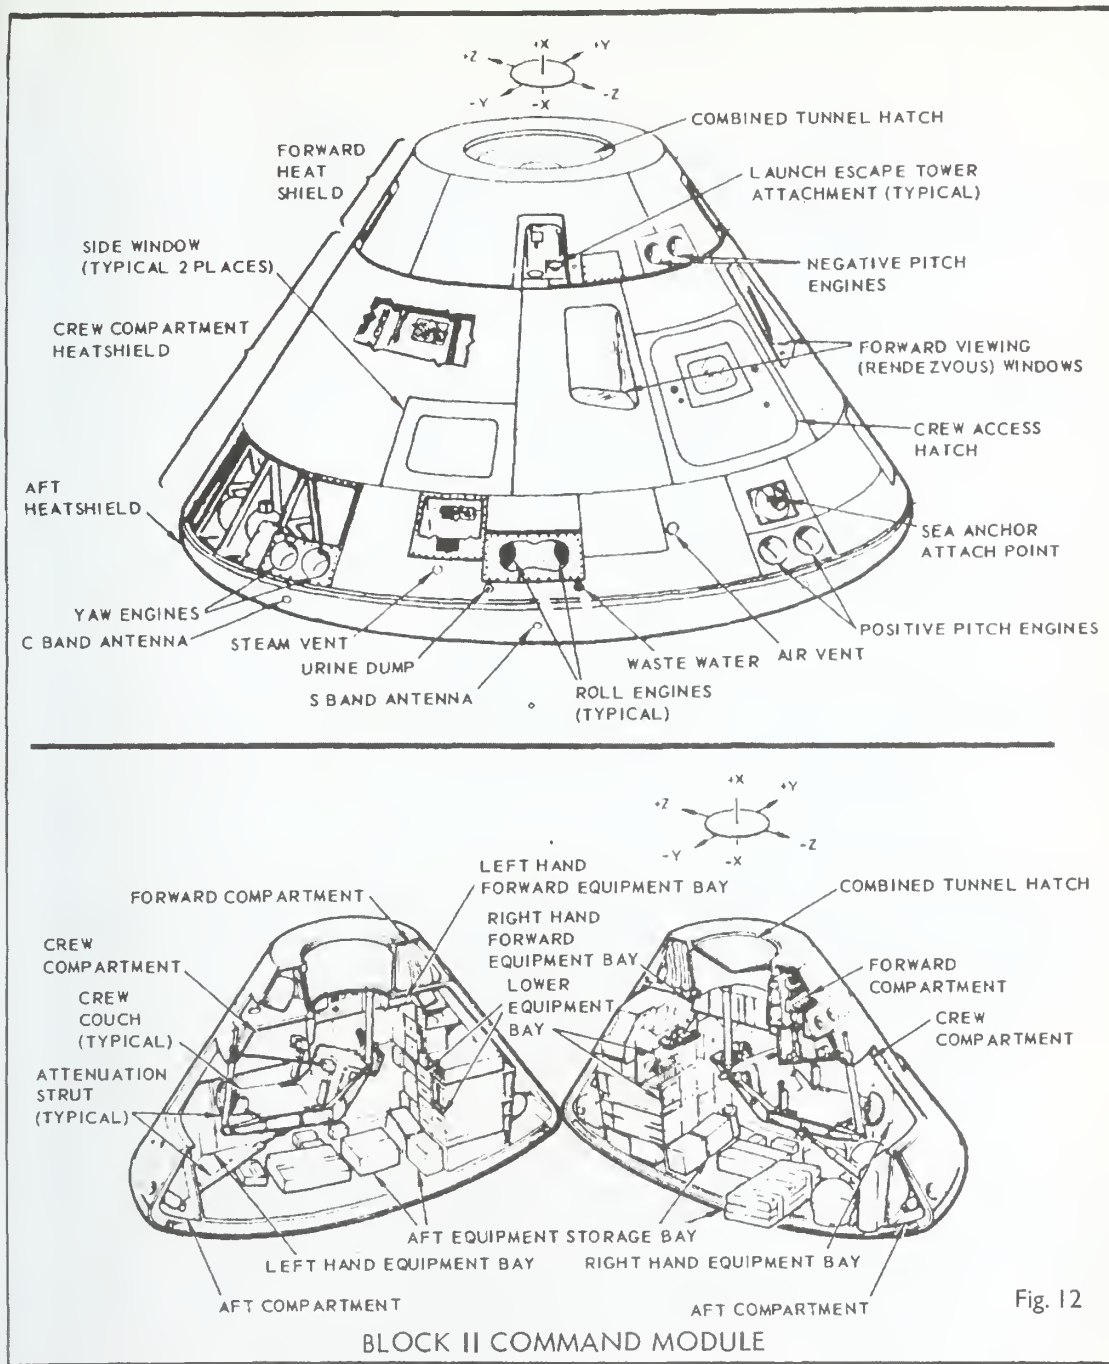 +X
+Z
+Y
-Y
-X
-Z
COMBINED TUNNEL HATCH
FORWARD
HEAT
SHIELD
LAUNCH ESCAPE TOWER
ATTACHMENT (TYPICAL)
SIDE WINDOW
(TYPICAL 2 PLACES)
NEGATIVE PITCH
ENGINES
CREW COMPARTMENT
HEATSHIELD
FORWARD VIEWING
(RENDEZVOUS) WINDOWS
CREW ACCESS
HATCH
AFT
HEATSHIELD
SEA ANCHOR
ATTACH POINT
YAW ENGINES
C BAND ANTENNA
STEAM VENT
URINE DUMP
S BAND ANTENNA
ROLL ENGINES
(TYPICAL)
WASTE WATER
AIR VENT
POSITIVE PITCH ENGINES
+X
+Z
+Y
-Y
-X
-Z
LEFT HAND
FORWARD EQUIPMENT BAY
FORWARD COMPARTMENT
COMBINED TUNNEL HATCH
RIGHT HAND
FORWARD
EQUIPMENT BAY
CREW
COMPARTMENT
FORWARD
COMPARTMENT
LOWER
EQUIPMENT
BAY
CREW
COUCH
(TYPICAL)
CREW
COMPARTMENT
ATTENUATION
STRUT
(TYPICAL)
AFT EQUIPMENT STORAGE BAY
LEFT HAND EQUIPMENT BAY
RIGHT HAND EQUIPMENT BAY
AFT COMPARTMENT
AFT COMPARTMENT
Fig. 12
BLOCK II COMMAND MODULE